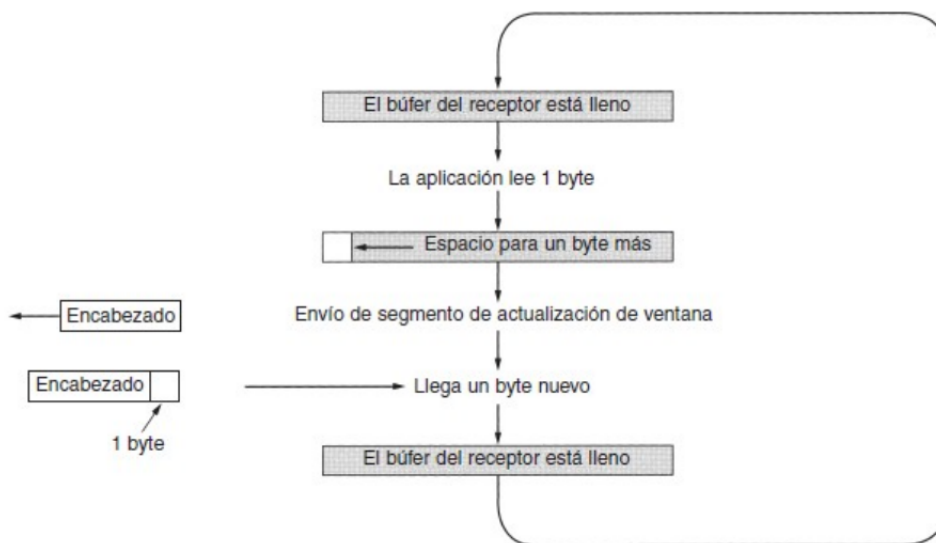 El búfer del receptor está lleno
La aplicación lee 1 byte
Espacio para un byte más
Encabezado
Envío de segmento de actualización de ventana
Encabezado
Llega un byte nuevo
1 byte
El búfer del receptor está lleno